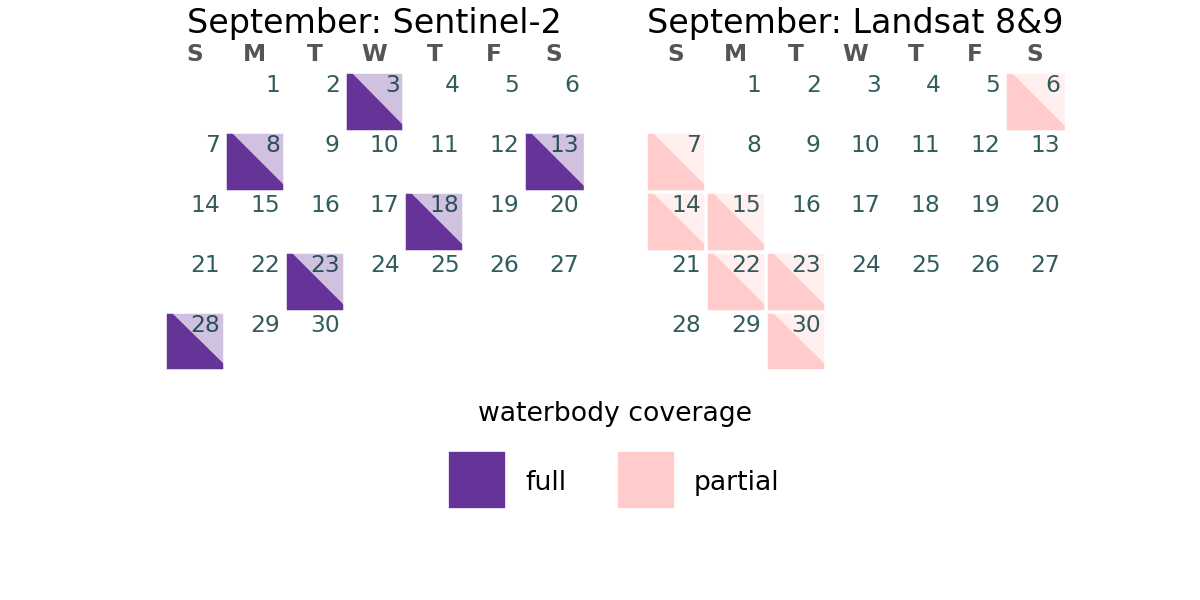 September: Sentinel-2
S M T W T F S
1 2 3 4 5 6
7 8 9 10 11 12 13
14 15 16 17 18 19 20
21 22 23 24 25 26 27
28 29 30
September: Landsat 8&9
S M T W T F S
1 2 3 4 5 6
7 8 9 10 11 12 13
14 15 16 17 18 19 20
21 22 23 24 25 26 27
28 29 30
waterbody coverage
full
partial